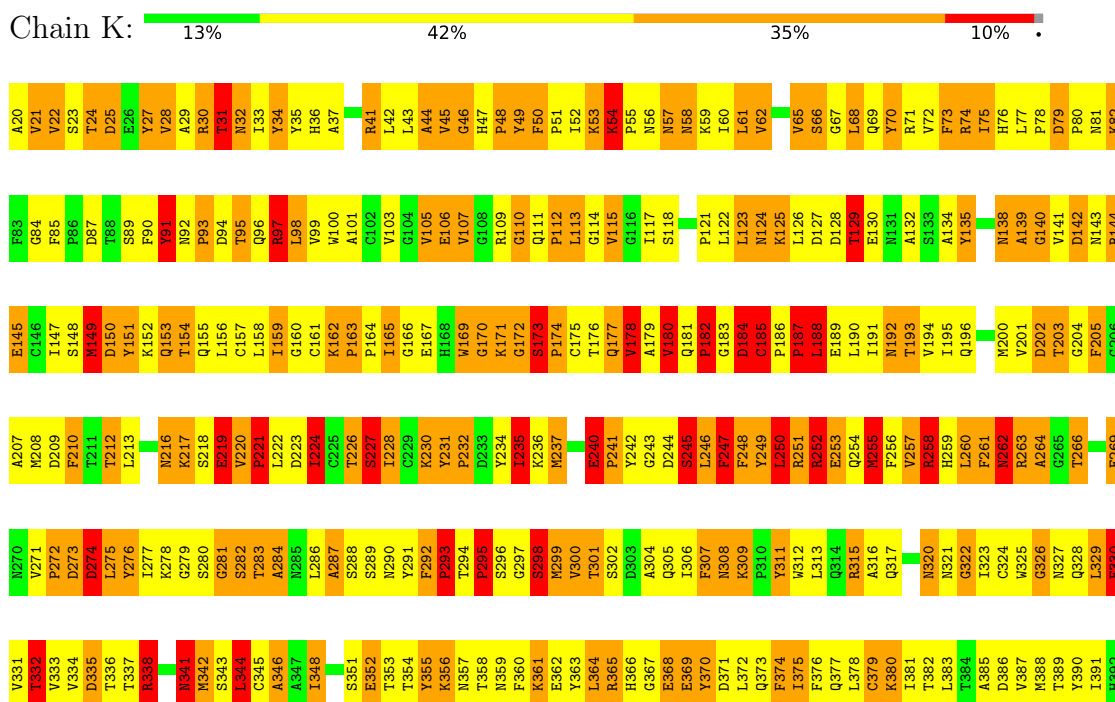 Chain K:
13% 42% 35% 10% •
A20 V21 V22 S23 T24 D25 E26 Y27 V28 A29 R30 T31 N32 I33 Y34 Y35 H36 A37 R41 L42 L43 A44 V45 G46 H47 P48 Y49 F50 P51 I52 K53 K54 P55 N56 N57 N58 K59 I60 L61 V62 V65 S66 G67 L68 Q69 Y70 R71 V72 F73 R74 I75 H76 L77 P78 D79 P80 N81 K82
F83 G84 F85 P86 D87 T88 S89 F90 Y91 N92 P93 D94 T95 Q96 R97 L98 V99 W100 A101 C102 V103 G104 V105 E106 V107 G108 R109 G110 Q111 P112 L113 G114 V115 G116 I117 S118 P121 L122 L123 N124 K125 L126 D127 D128 T129 E130 N131 A132 S133 A134 Y135 N138 A139 G140 V141 D142 N143 R144
E145 C146 I147 S148 M149 D150 Y151 K152 Q153 T154 Q155 L156 C157 L158 I159 G160 C161 K162 P163 P164 I165 G166 E167 H168 W169 G170 K171 G172 S173 P174 C175 T176 Q177 V178 A179 V180 Q181 P182 G183 D184 C185 P186 P187 L188 E189 L190 I191 N192 T193 V194 I195 Q196 M200 V201 D202 T203 G204 F205 G206
A207 M208 D209 F210 T211 T212 L213 N216 K217 S218 E219 V220 P221 L222 D223 I224 C225 T226 S227 I228 C229 K230 Y231 P232 D233 Y234 I235 K236 M237 E240 P241 Y242 G243 D244 S245 L246 F247 F248 Y249 L250 R251 R252 E253 Q254 M255 F256 V257 R258 H259 L260 F261 N262 R263 A264 G265 T266 E269
N270 V271 P272 D273 D274 L275 Y276 I277 K278 G279 S280 G281 S282 T283 A284 N285 L286 A287 S288 S289 N290 Y291 F292 P293 T294 P295 S296 G297 S298 M299 V300 T301 S302 D303 A304 Q305 I306 F307 N308 K309 P310 Y311 W312 L313 Q314 R315 A316 Q317 N320 N321 G322 I323 C324 W325 G326 N327 Q328 L329 F330
V331 T332 V333 V334 D335 T336 T337 R338 N341 M342 S343 L344 C345 A346 A347 I348 S351 E352 T353 T354 Y355 K356 N357 T358 N359 F360 K361 E362 Y363 L364 R365 H366 G367 E368 E369 Y370 D371 L372 Q373 F374 I375 F376 Q377 L378 C379 K380 I381 T382 L383 T384 A385 D386 V387 M388 T389 Y390 I391 H392